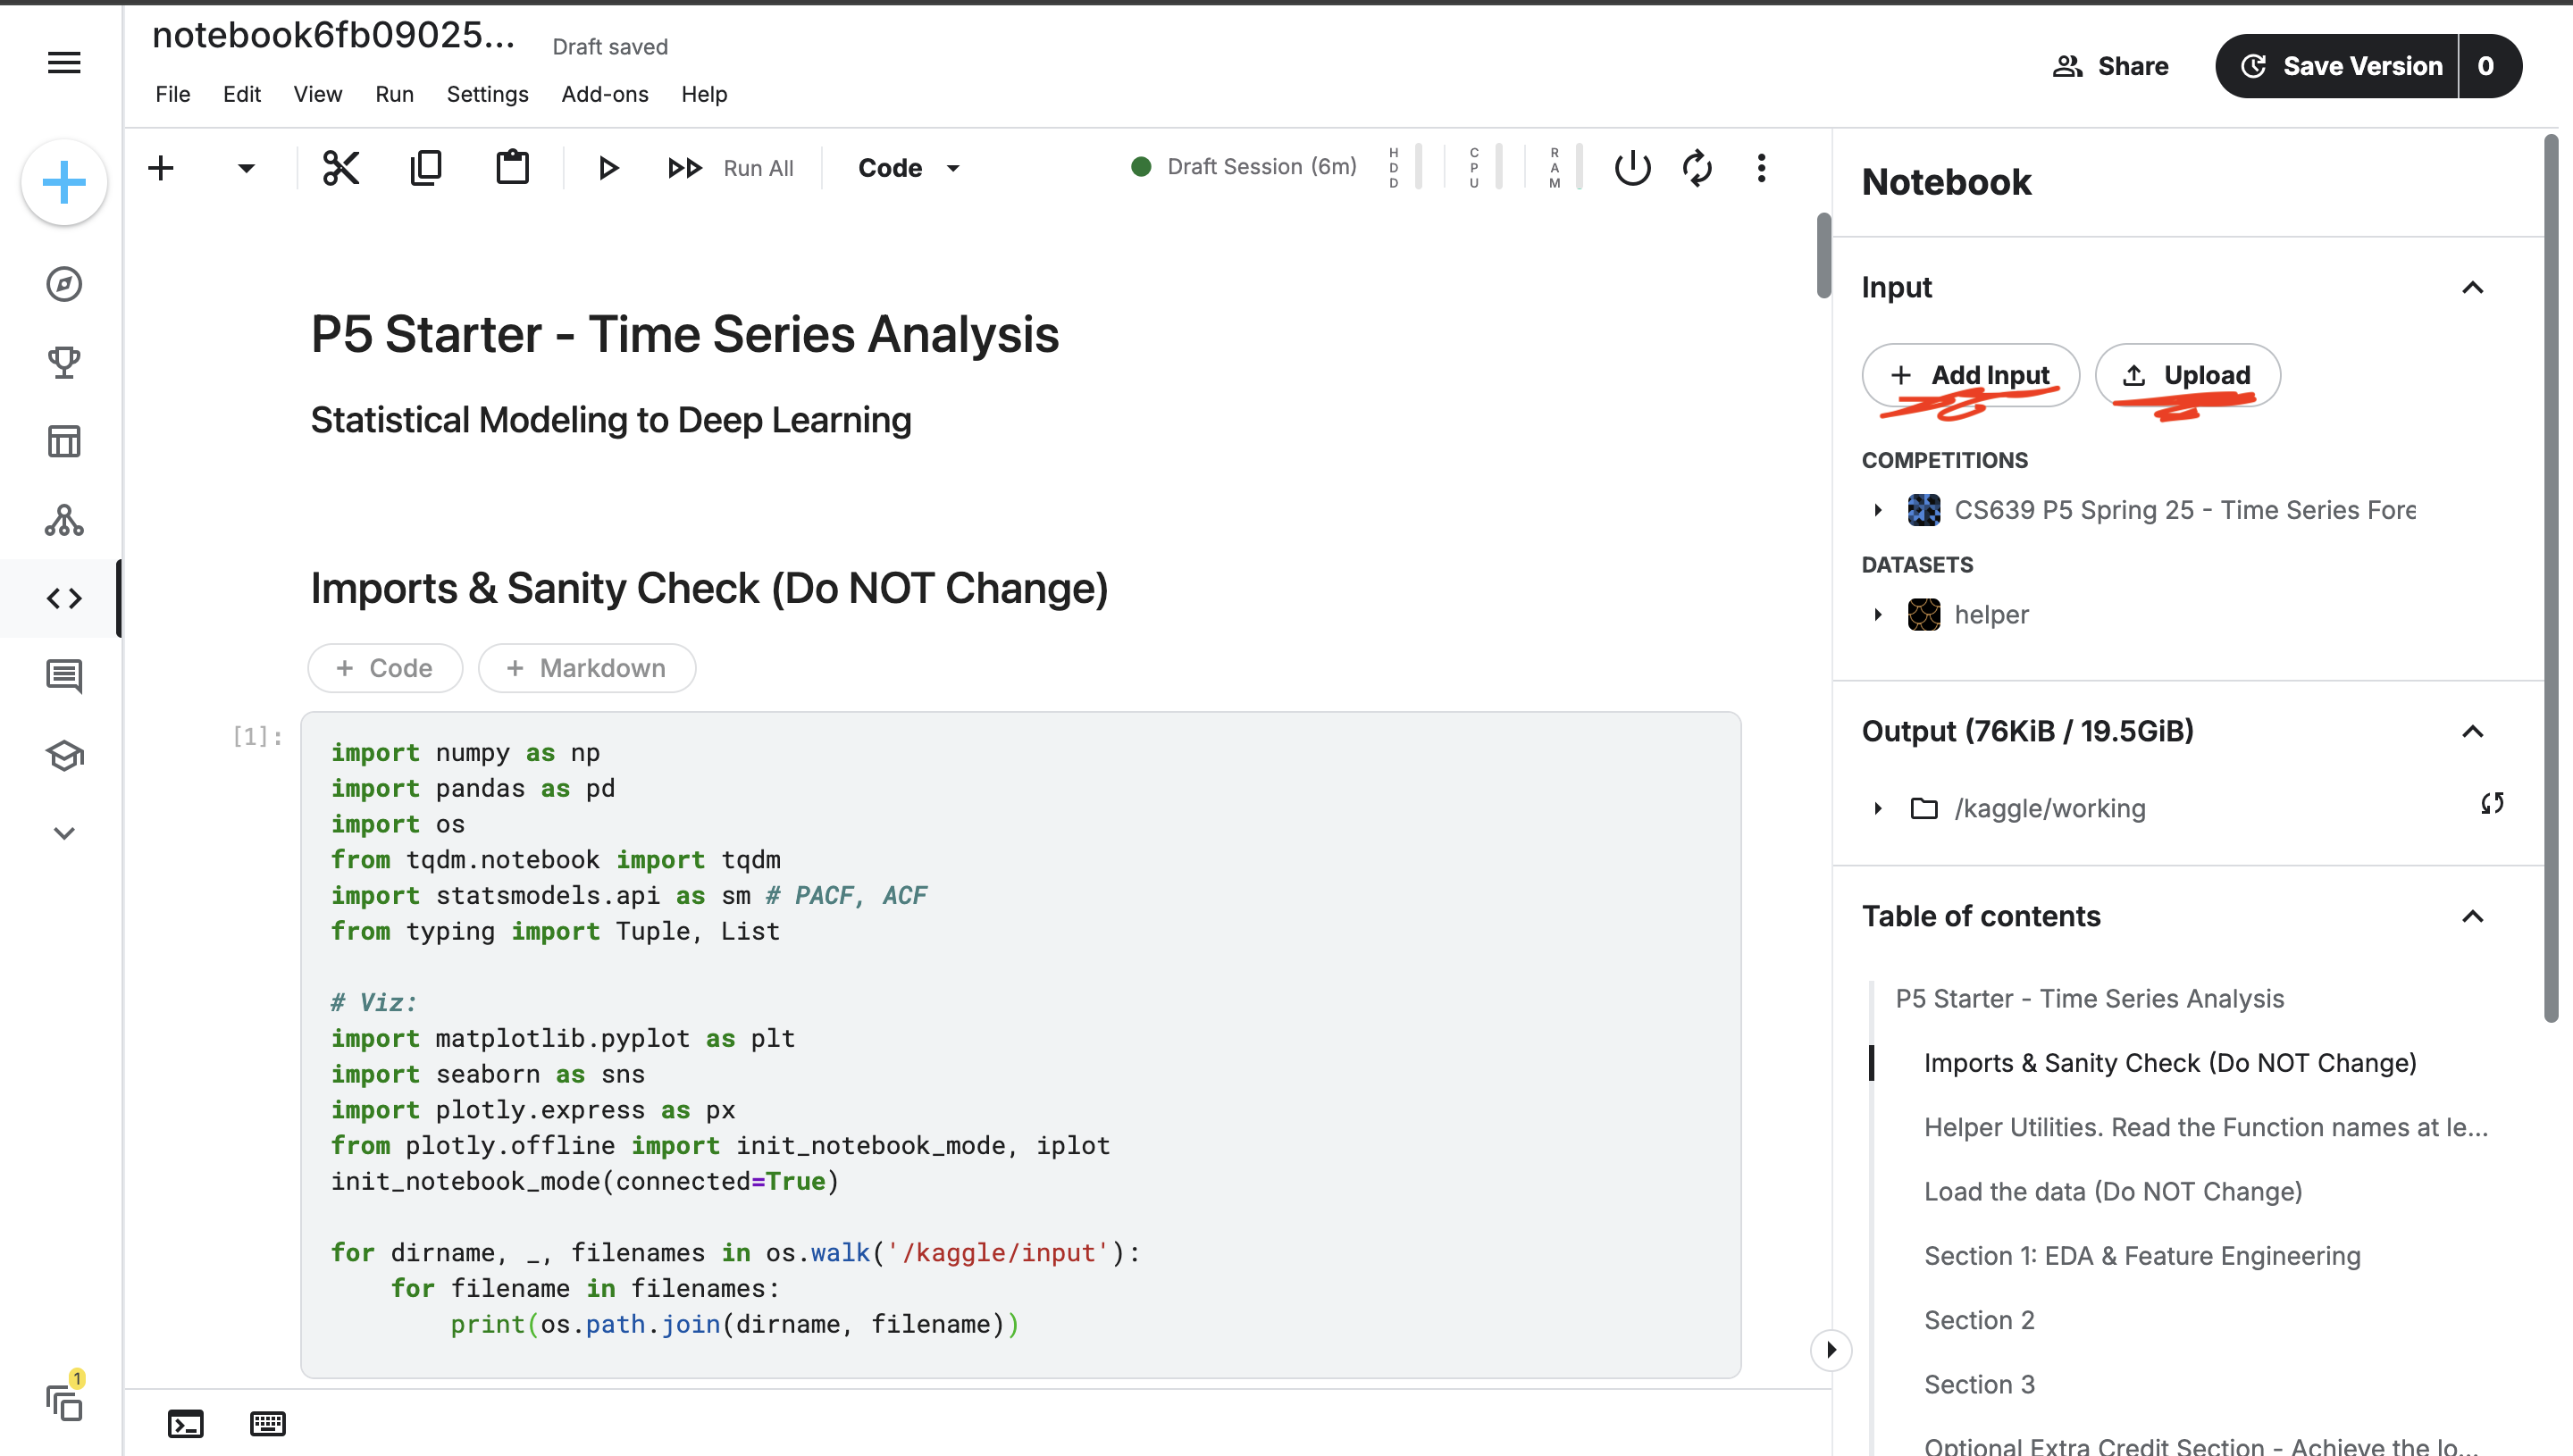 notebook6fb09025...
Draft saved
File Edit View Run Settings Add-ons Help
Share
Save Version 0
Run All
Code
Draft Session (6m)
HDD
CPU
RAM
P5 Starter - Time Series Analysis
Statistical Modeling to Deep Learning
Imports & Sanity Check (Do NOT Change)
+ Code + Markdown
[1]:
import numpy as np
import pandas as pd
import os
from tqdm.notebook import tqdm
import statsmodels.api as sm # PACF, ACF
from typing import Tuple, List
# Viz:
import matplotlib.pyplot as plt
import seaborn as sns
import plotly.express as px
from plotly.offline import init_notebook_mode, iplot
init_notebook_mode(connected=True)
for dirname, _, filenames in os.walk('/kaggle/input'):
    for filename in filenames:
        print(os.path.join(dirname, filename))
1
Notebook
Input
+ Add Input
Upload
COMPETITIONS
CS639 P5 Spring 25 - Time Series Fore
DATASETS
helper
Output (76KiB / 19.5GiB)
/kaggle/working
Table of contents
P5 Starter - Time Series Analysis
Imports & Sanity Check (Do NOT Change)
Helper Utilities. Read the Function names at le...
Load the data (Do NOT Change)
Section 1: EDA & Feature Engineering
Section 2
Section 3
Optional Extra Credit Section - Achieve the lo...